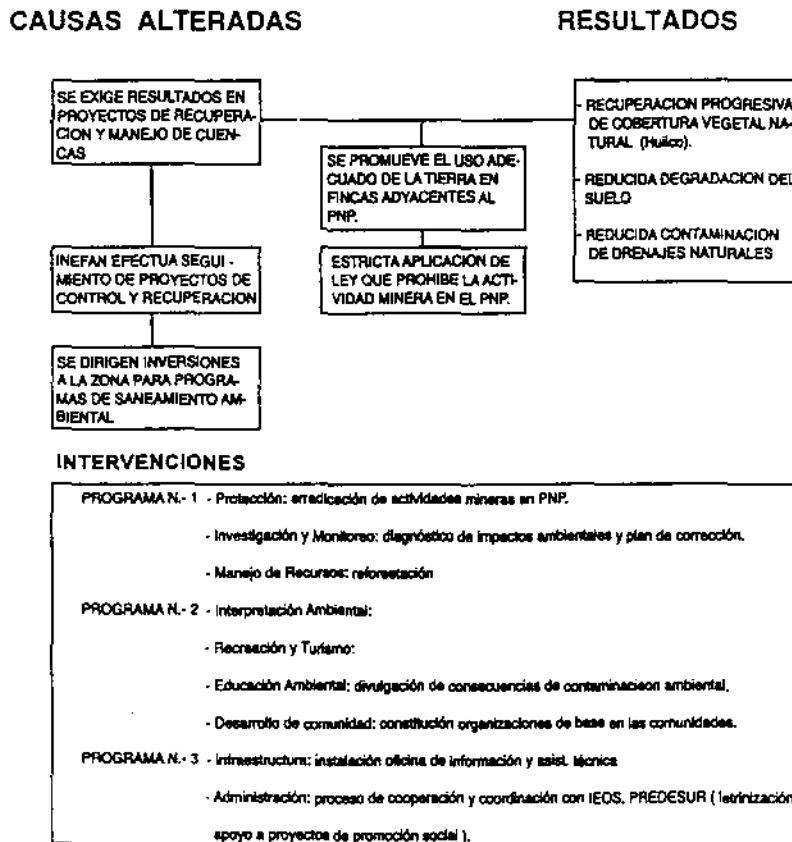 CAUSAS ALTERADAS
RESULTADOS
SE EXIGE RESULTADOS EN
PROYECTOS DE RECUPERA-
CION Y MANEJO DE CUEN-
CAS
INEFAN EFECTUA SEGUI-
MIENTO DE PROYECTOS DE
CONTROL Y RECUPERACION
SE DIRIGEN INVERSIONES
A LA ZONA PARA PROGRA-
MAS DE SANEAMIENTO AM-
BIENTAL
SE PROMUEVE EL USO ADE-
CUADO DE LA TIERRA EN
FINCAS ADYACENTES AL
PNP.
ESTRICTA APLICACION DE
LEY QUE PROHIBE LA ACTI-
VIDAD MINERA EN EL PNP.
- RECUPERACION PROGRESIVA
DE COBERTURA VEGETAL NA-
TURAL (Huilco).
- REDUCIDA DEGRADACION DEL
SUELO
- REDUCIDA CONTAMINACION
DE DRENAJES NATURALES
INTERVENCIONES
PROGRAMA N.- 1 - Protección: erradicación de actividades mineras en PNP.
- Investigación y Monitoreo: diagnóstico de impactos ambientales y plan de corrección.
- Manejo de Recursos: reforestación
PROGRAMA N.- 2 - Interpretación Ambiental:
- Recreación y Turismo:
- Educación Ambiental: divulgación de consecuencias de contaminacieon ambiental.
- Desarrollo de comunidad: constitución organizaciones de base en las comunidades.
PROGRAMA N.- 3 - Infraestructura: instalación oficina de información y asist. técnica
- Administración: proceso de cooperación y coordinación con IEOS, PREDESUR ( letrinización
apoyo a proyectos de promoción social ).